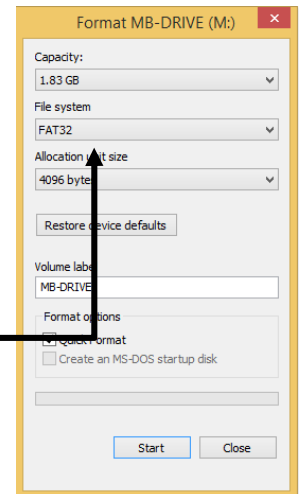 Format MB-DRIVE (M:)
Capacity:
1.83 GB
File system
FAT32
Allocation unit size
4096 bytes
Restore device defaults
Volume label
MB-DRIVE
Format options
Quick Format
Create an MS-DOS startup disk
Start Close